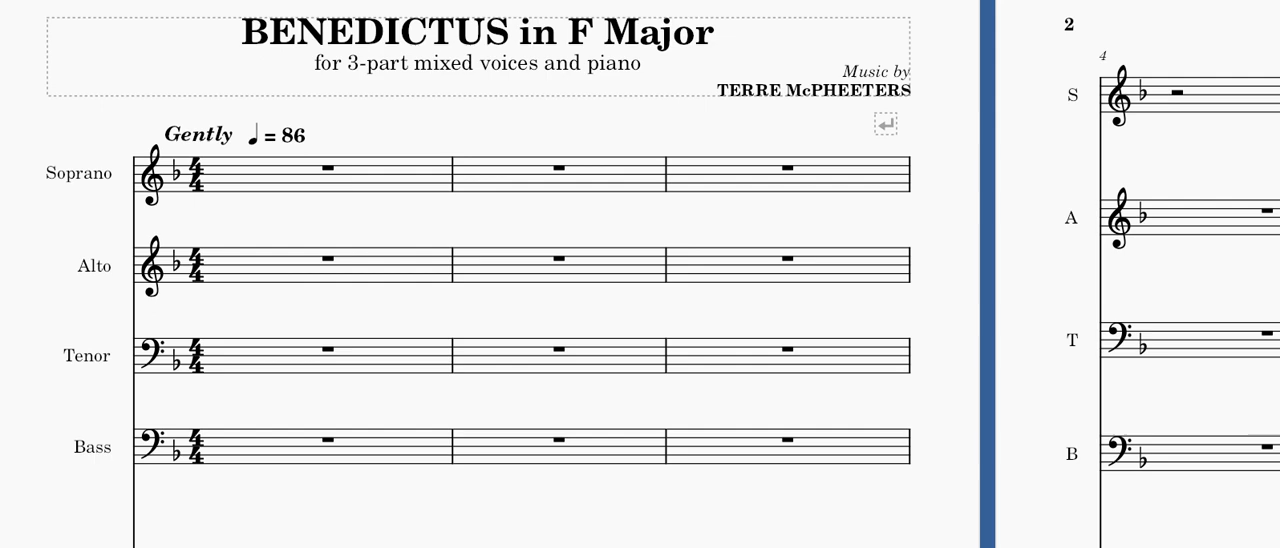 BENEDICTUS in F Major
for 3-part mixed voices and piano
Music by
TERRE McPHEETERS
Gently ♩ = 86
Soprano
Alto
Tenor
Bass
2
4
S
A
T
B